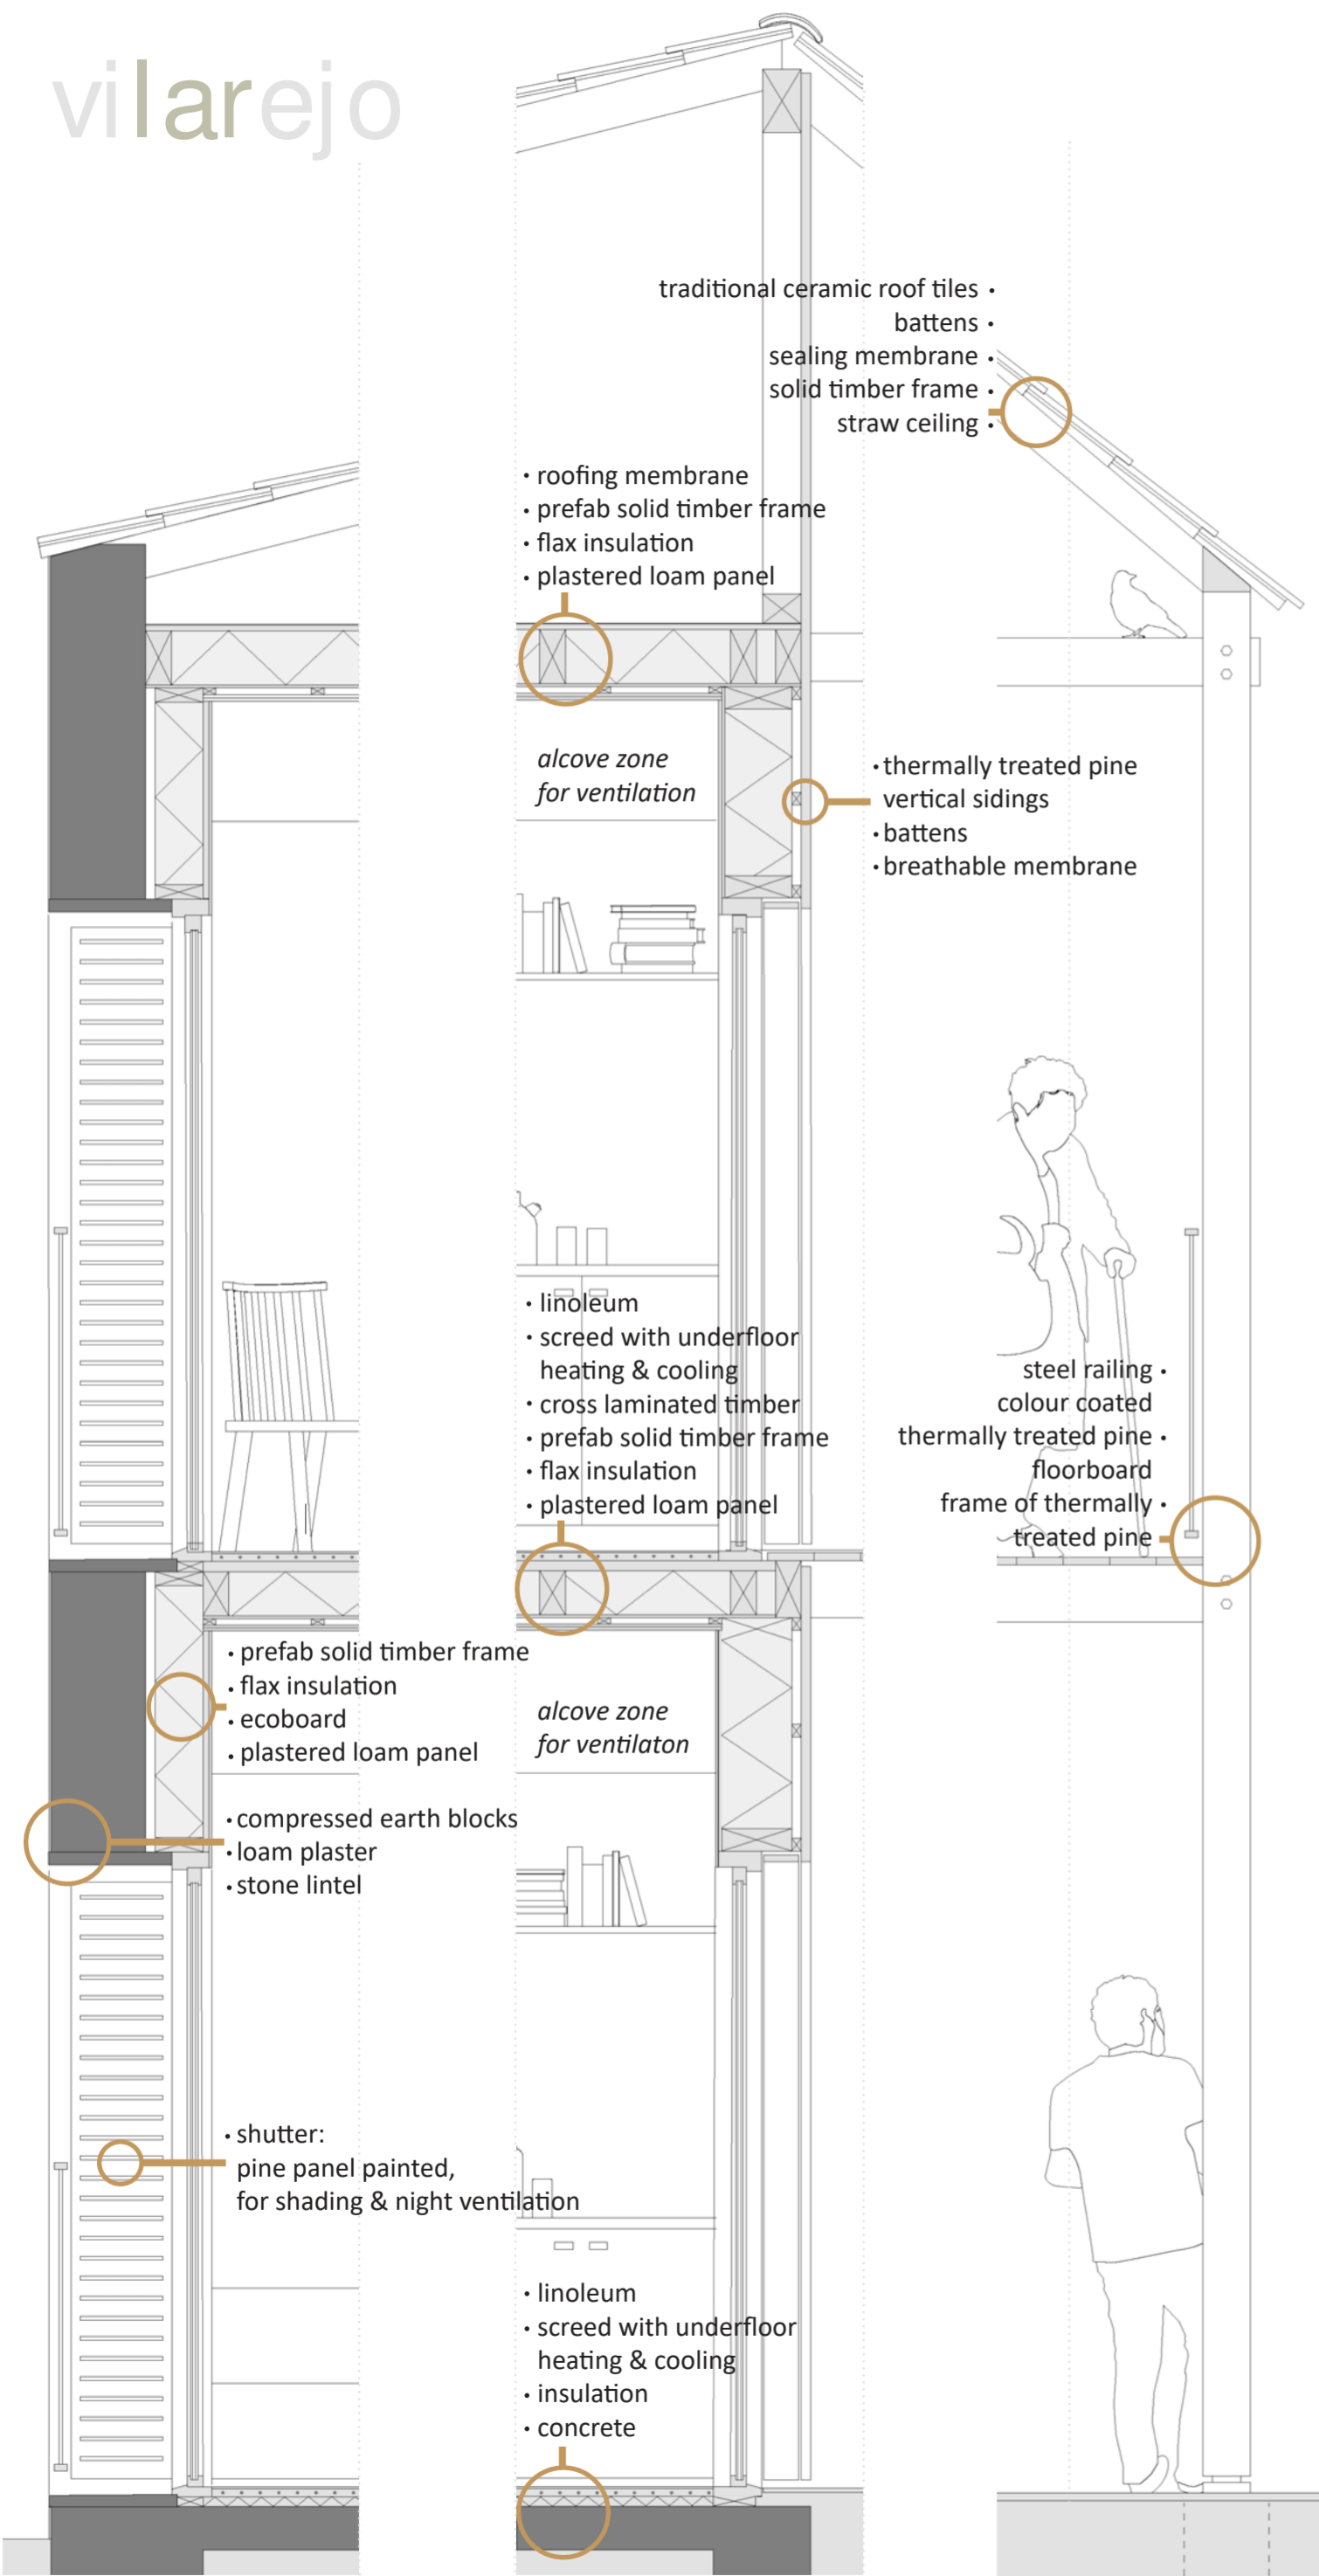 vilarejo
traditional ceramic roof tiles •
battens •
sealing membrane •
solid timber frame •
straw ceiling •
• roofing membrane
• prefab solid timber frame
• flax insulation
• plastered loam panel
alcove zone
for ventilation
• thermally treated pine
vertical sidings
• battens
• breathable membrane
• linoleum
• screed with underfloor
heating & cooling
• cross laminated timber
• prefab solid timber frame
• flax insulation
• plastered loam panel
steel railing •
colour coated
thermally treated pine •
floorboard
frame of thermally •
treated pine
• prefab solid timber frame
• flax insulation
• ecoboard
• plastered loam panel
alcove zone
for ventilaton
• compressed earth blocks
• loam plaster
• stone lintel
• shutter:
pine panel painted,
for shading & night ventilation
• linoleum
• screed with underfloor
heating & cooling
• insulation
• concrete